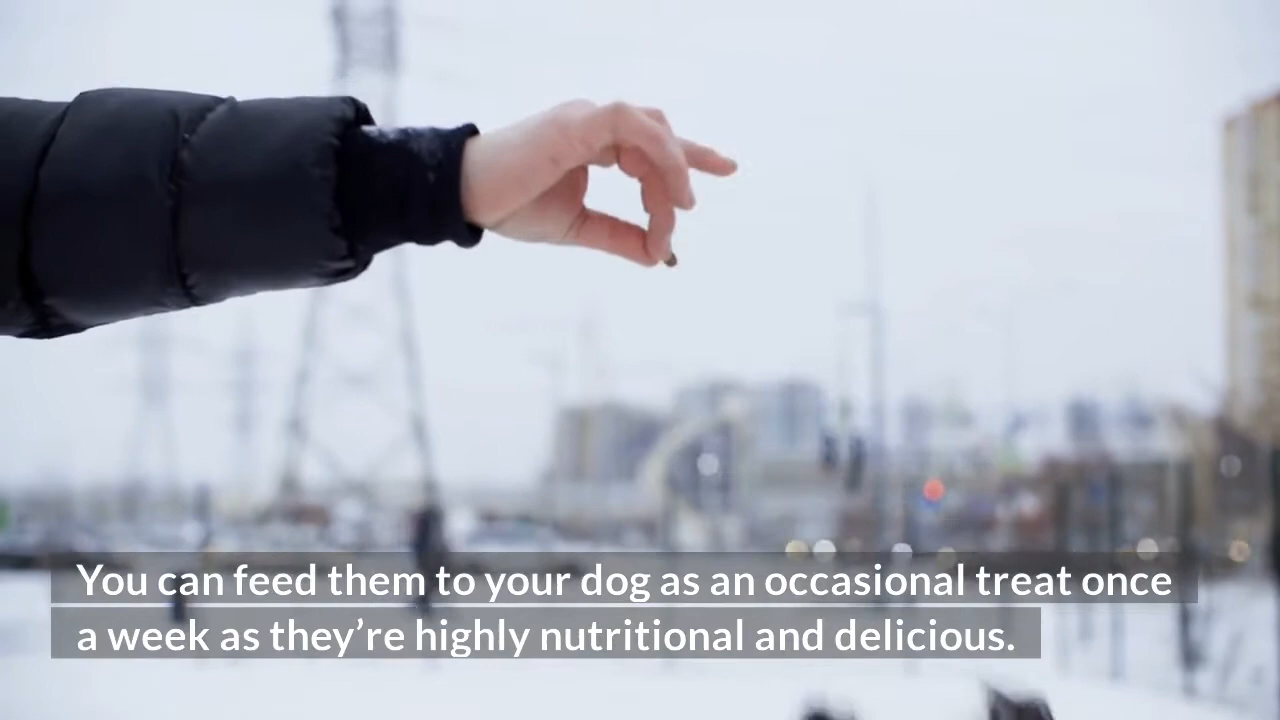 You can feed them to your dog as an occasional treat once
a week as they’re highly nutritional and delicious.